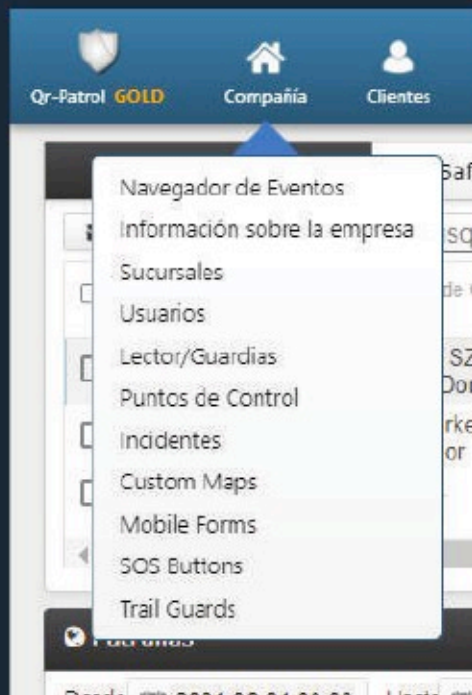 Qr-Patrol GOLD
Compañía
Clientes
Navegador de Eventos
Información sobre la empresa
Sucursales
Usuarios
Lector/Guardias
Puntos de Control
Incidentes
Custom Maps
Mobile Forms
SOS Buttons
Trail Guards